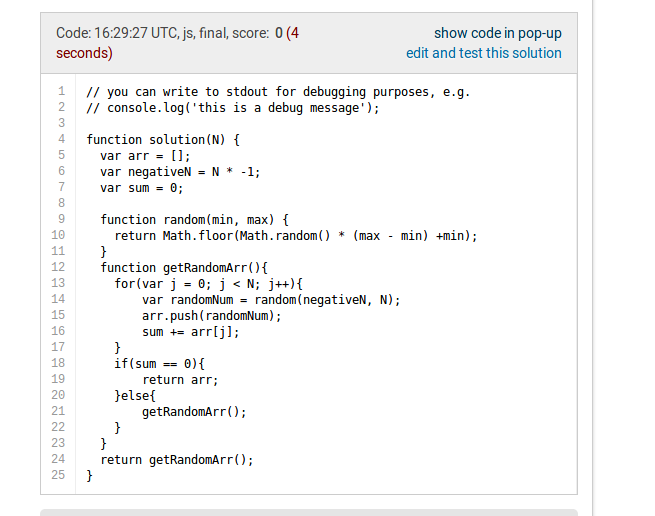 Code: 16:29:27 UTC, js, final, score: 0 (4 seconds)
show code in pop-up
edit and test this solution
1 // you can write to stdout for debugging purposes, e.g.
2 // console.log('this is a debug message');
3
4 function solution(N) {
5   var arr = [];
6   var negativeN = N * -1;
7   var sum = 0;
8
9   function random(min, max) {
10     return Math.floor(Math.random() * (max - min) +min);
11   }
12   function getRandomArr(){
13     for(var j = 0; j < N; j++){
14         var randomNum = random(negativeN, N);
15         arr.push(randomNum);
16         sum += arr[j];
17     }
18     if(sum == 0){
19         return arr;
20     }else{
21         getRandomArr();
22     }
23   }
24   return getRandomArr();
25 }